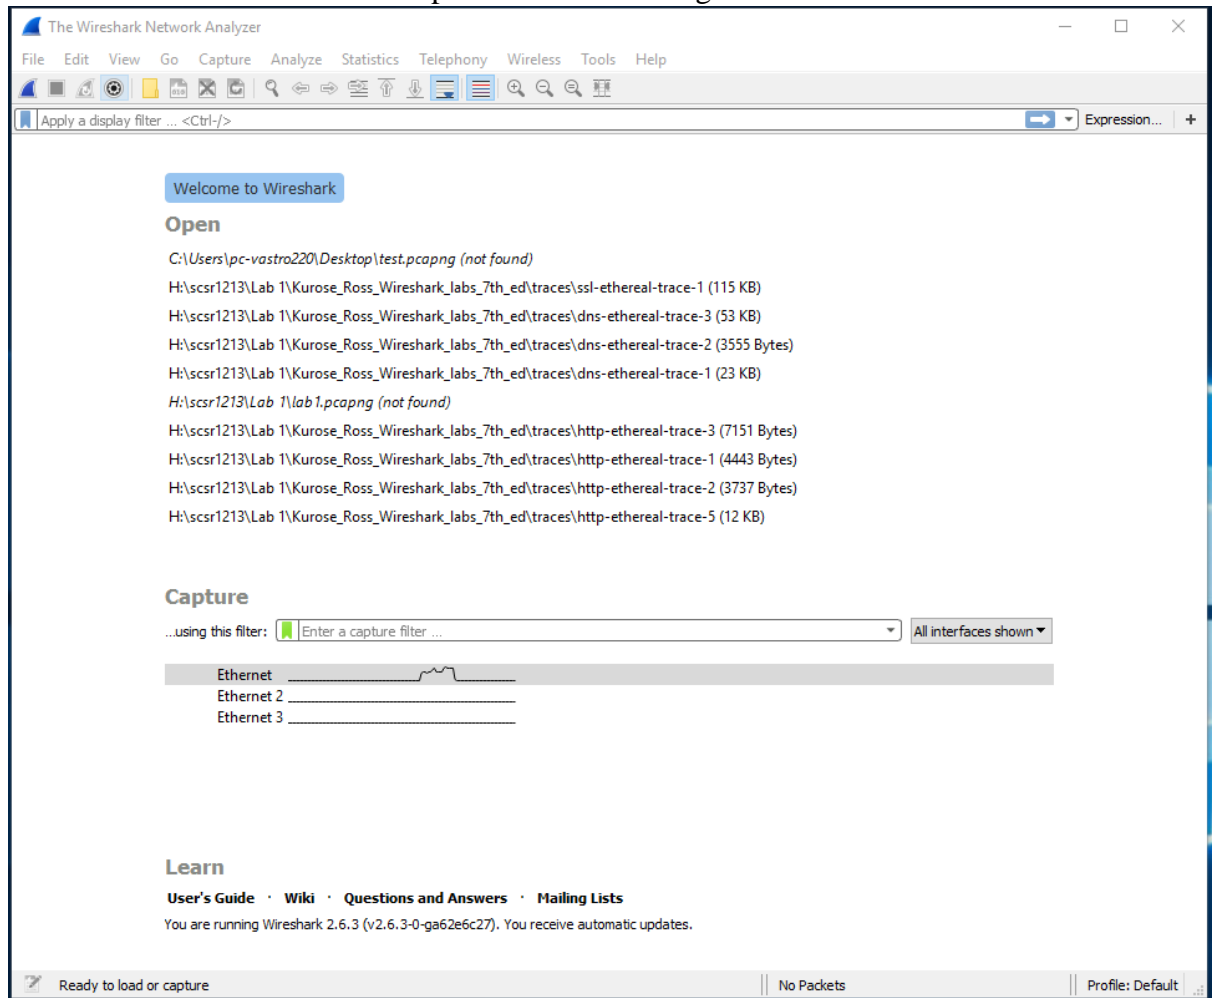 The Wireshark Network Analyzer
File Edit View Go Capture Analyze Statistics Telephony Wireless Tools Help
Apply a display filter ... <Ctrl-/> Expression... +
Welcome to Wireshark
Open
C:\Users\pc-vastro220\Desktop\test.pcapng (not found)
H:\scsr1213\Lab 1\Kurose_Ross_Wireshark_labs_7th_ed\traces\ssl-ethereal-trace-1 (115 KB)
H:\scsr1213\Lab 1\Kurose_Ross_Wireshark_labs_7th_ed\traces\dns-ethereal-trace-3 (53 KB)
H:\scsr1213\Lab 1\Kurose_Ross_Wireshark_labs_7th_ed\traces\dns-ethereal-trace-2 (3555 Bytes)
H:\scsr1213\Lab 1\Kurose_Ross_Wireshark_labs_7th_ed\traces\dns-ethereal-trace-1 (23 KB)
H:\scsr1213\Lab 1\lab1.pcapng (not found)
H:\scsr1213\Lab 1\Kurose_Ross_Wireshark_labs_7th_ed\traces\http-ethereal-trace-3 (7151 Bytes)
H:\scsr1213\Lab 1\Kurose_Ross_Wireshark_labs_7th_ed\traces\http-ethereal-trace-1 (4443 Bytes)
H:\scsr1213\Lab 1\Kurose_Ross_Wireshark_labs_7th_ed\traces\http-ethereal-trace-2 (3737 Bytes)
H:\scsr1213\Lab 1\Kurose_Ross_Wireshark_labs_7th_ed\traces\http-ethereal-trace-5 (12 KB)
Capture
...using this filter: Enter a capture filter ... All interfaces shown
Ethernet
Ethernet 2
Ethernet 3
Learn
User's Guide · Wiki · Questions and Answers · Mailing Lists
You are running Wireshark 2.6.3 (v2.6.3-0-ga62e6c27). You receive automatic updates.
Ready to load or capture No Packets Profile: Default